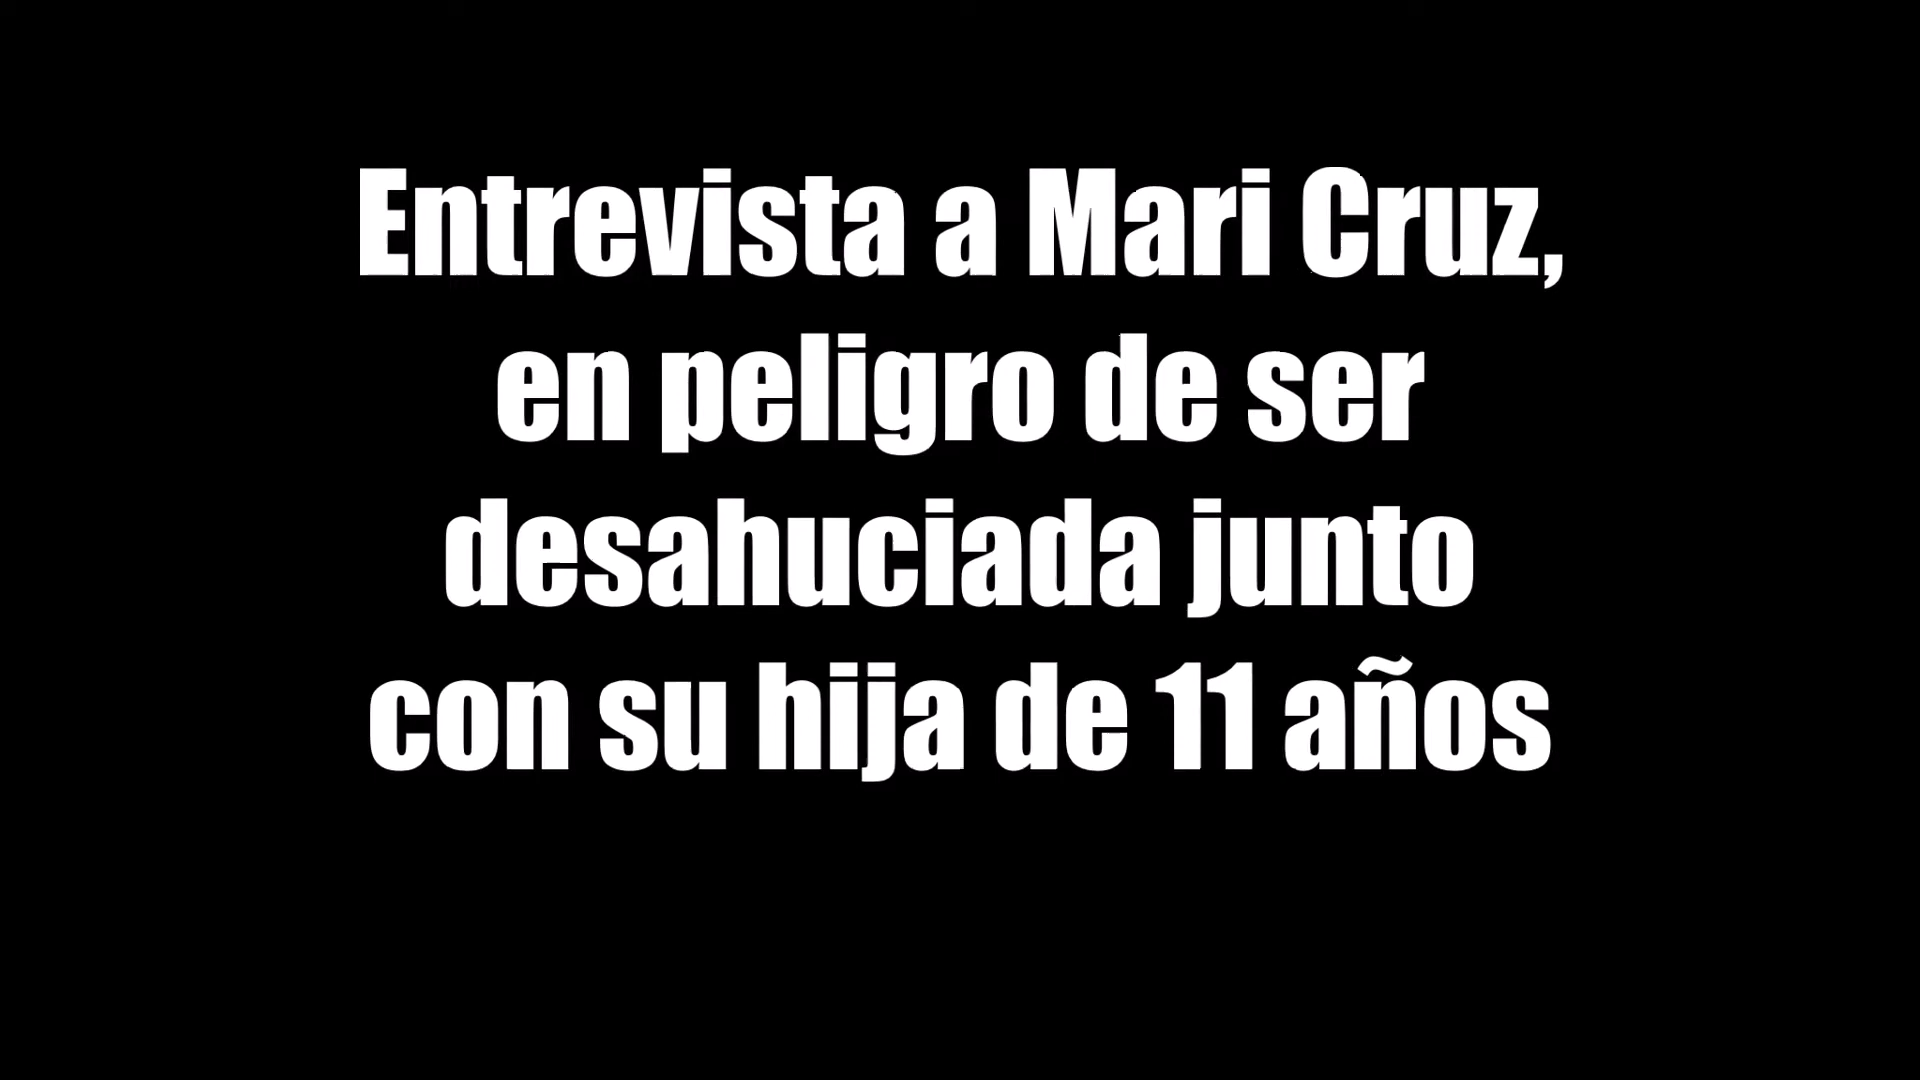 Entrevista a Mari Cruz,
en peligro de ser
desahuciada junto
con su hija de 11 años